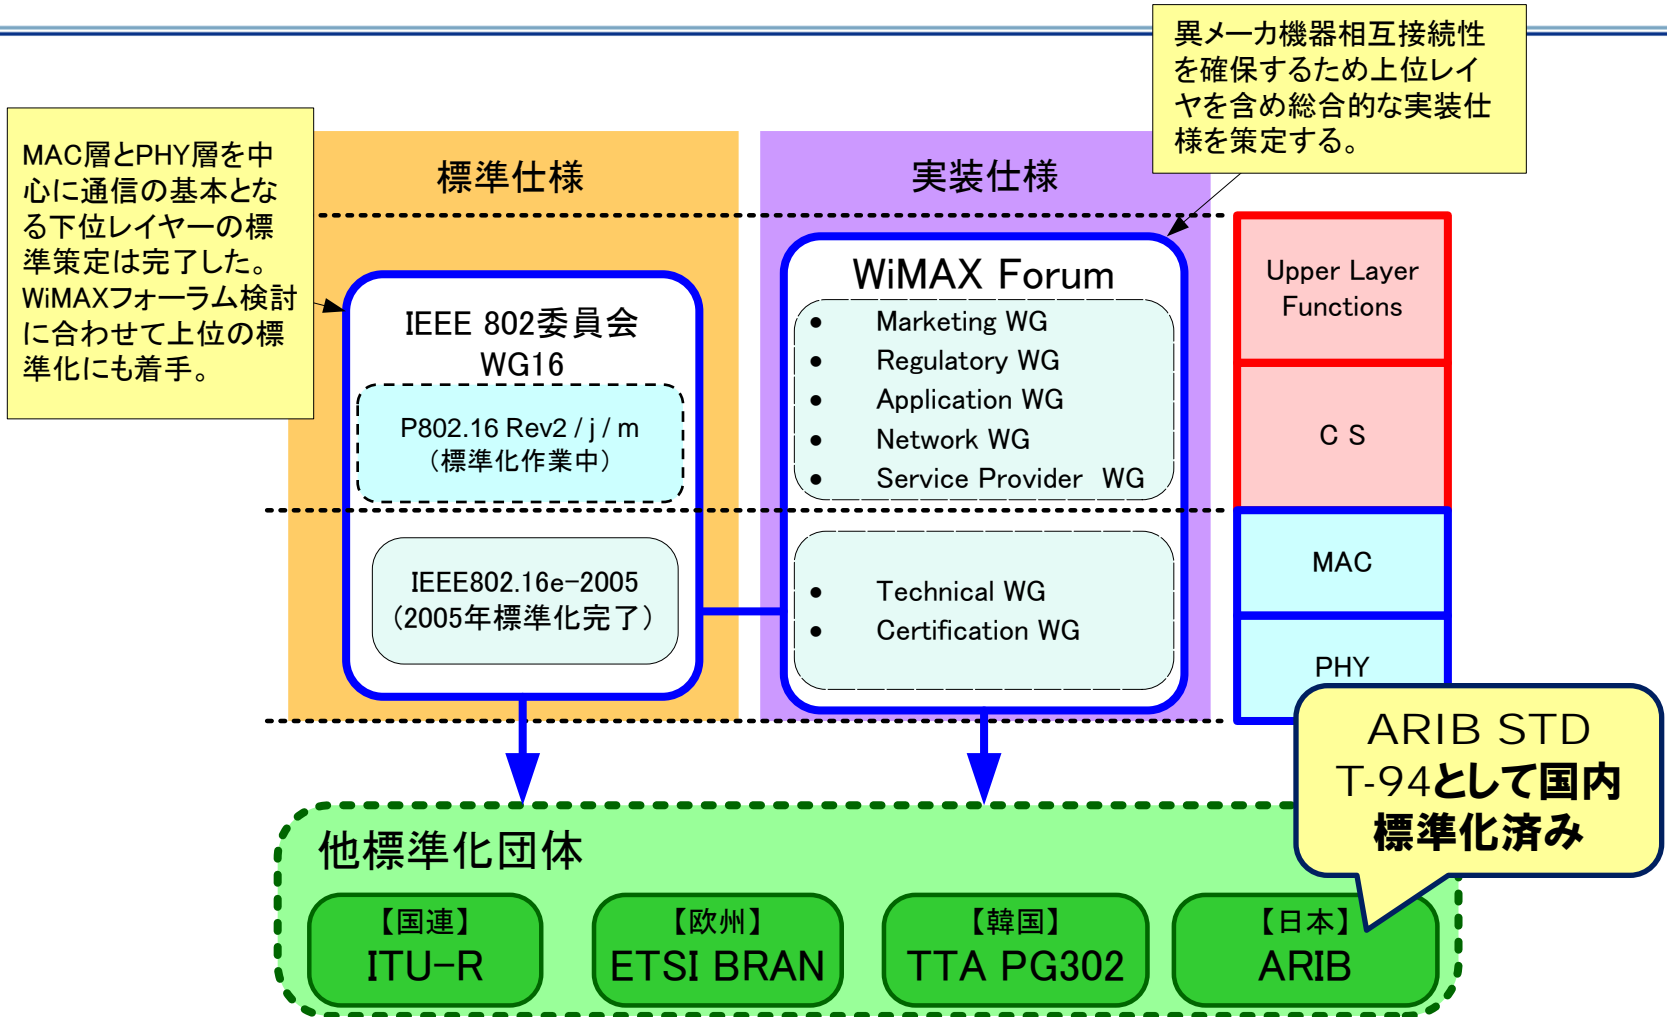 異メーカ機器相互接続性
を確保するため上位レイ
ヤを含め総合的な実装仕
様を策定する。
MAC層とPHY層を中
心に通信の基本とな
る下位レイヤーの標
準策定は完了した。
WiMAXフォーラム検討
に合わせて上位の標
準化にも着手。
標準仕様
実装仕様
IEEE 802委員会
WG16
P802.16 Rev2 / j / m
（標準化作業中）
IEEE802.16e-2005
（2005年標準化完了）
WiMAX Forum
• Marketing WG
• Regulatory WG
• Application WG
• Network WG
• Service Provider WG
• Technical WG
• Certification WG
Upper Layer
Functions
C S
MAC
PHY
ARIB STD
T-94として国内
標準化済み
他標準化団体
【国連】
ITU-R
【欧州】
ETSI BRAN
【韓国】
TTA PG302
【日本】
ARIB